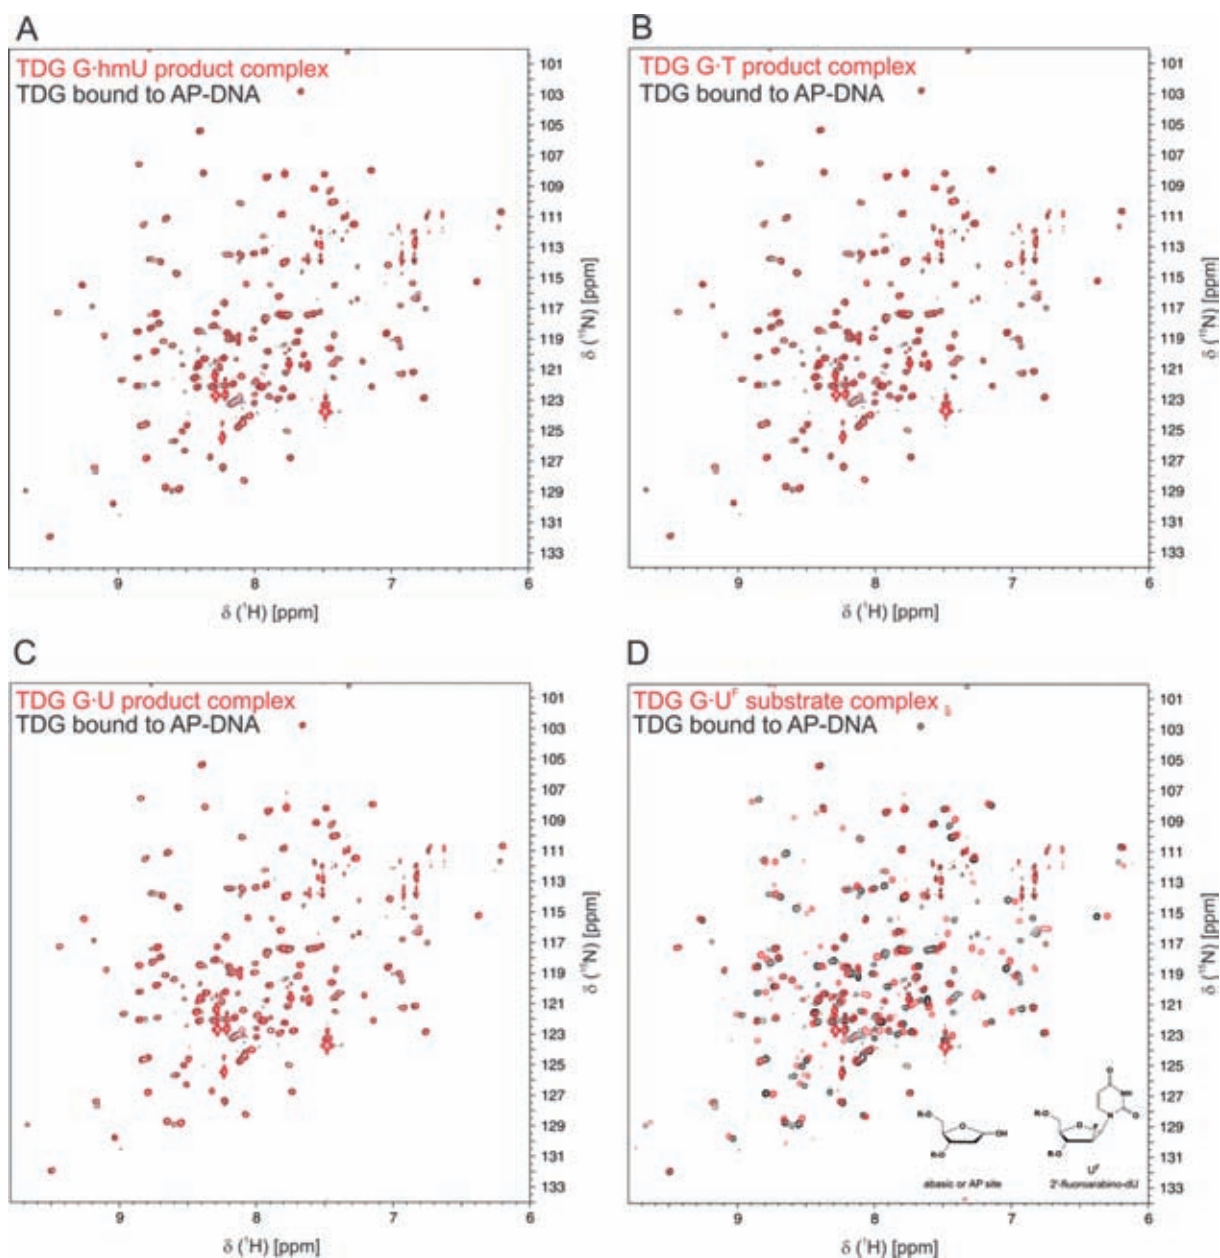 A
TDG G·hmU product complex
TDG bound to AP-DNA
101
103
105
107
109
111
113
115
117
119
121
123
125
127
129
131
133
δ (¹⁵N) [ppm]
9 8 7 6
δ (¹H) [ppm]
B
TDG G·T product complex
TDG bound to AP-DNA
101
103
105
107
109
111
113
115
117
119
121
123
125
127
129
131
133
δ (¹⁵N) [ppm]
9 8 7 6
δ (¹H) [ppm]
C
TDG G·U product complex
TDG bound to AP-DNA
101
103
105
107
109
111
113
115
117
119
121
123
125
127
129
131
133
δ (¹⁵N) [ppm]
9 8 7 6
δ (¹H) [ppm]
D
TDG G·Uᶠ substrate complex
TDG bound to AP-DNA
101
103
105
107
109
111
113
115
117
119
121
123
125
127
129
131
133
δ (¹⁵N) [ppm]
abasic or AP site
Uᶠ
2'-fluoroarabino-dU
9 8 7 6
δ (¹H) [ppm]